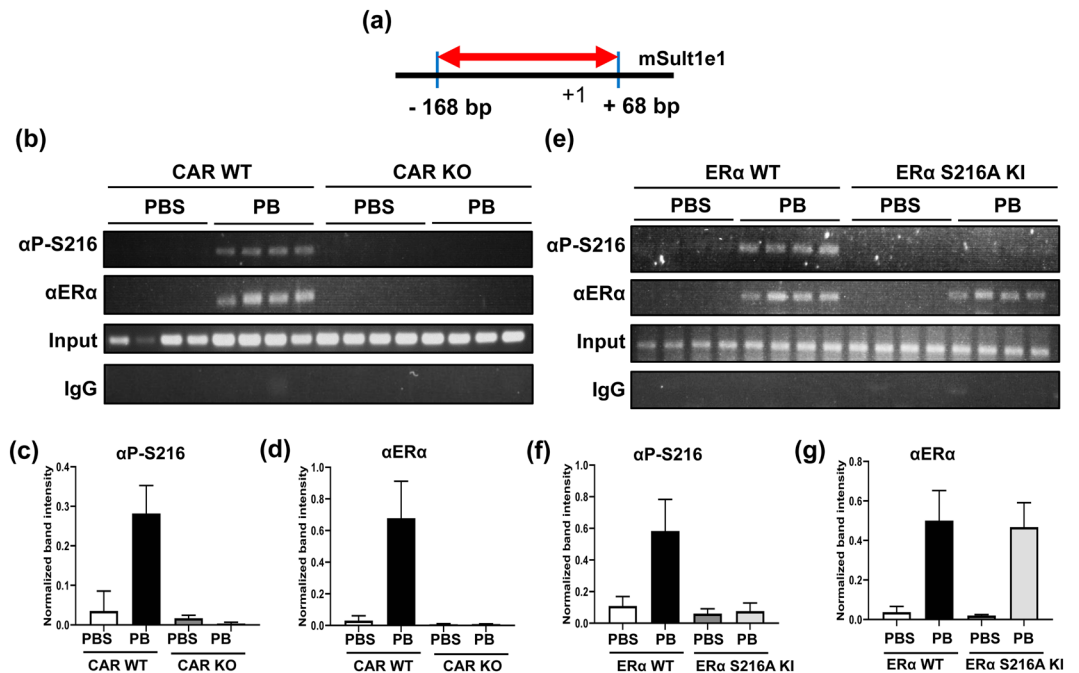 (a)
mSult1e1
+1
- 168 bp
+ 68 bp
(b)
CAR WT
CAR KO
PBS
PB
PBS
PB
αP-S216
αERα
Input
IgG
(e)
ERα WT
ERα S216A KI
PBS
PB
PBS
PB
αP-S216
αERα
Input
IgG
(c)
αP-S216
Normalized band intensity
0.4
0.3
0.2
0.1
0.0
PBS
PB
PBS
PB
CAR WT
CAR KO
(d)
αERα
Normalized band intensity
1.0
0.8
0.6
0.4
0.2
0.0
PBS
PB
PBS
PB
CAR WT
CAR KO
(f)
αP-S216
Normalized band intensity
1.0
0.8
0.6
0.4
0.2
0.0
PBS
PB
PBS
PB
ERα WT
ERα S216A KI
(g)
αERα
Normalized band intensity
0.8
0.6
0.4
0.2
0.0
PBS
PB
PBS
PB
ERα WT
ERα S216A KI